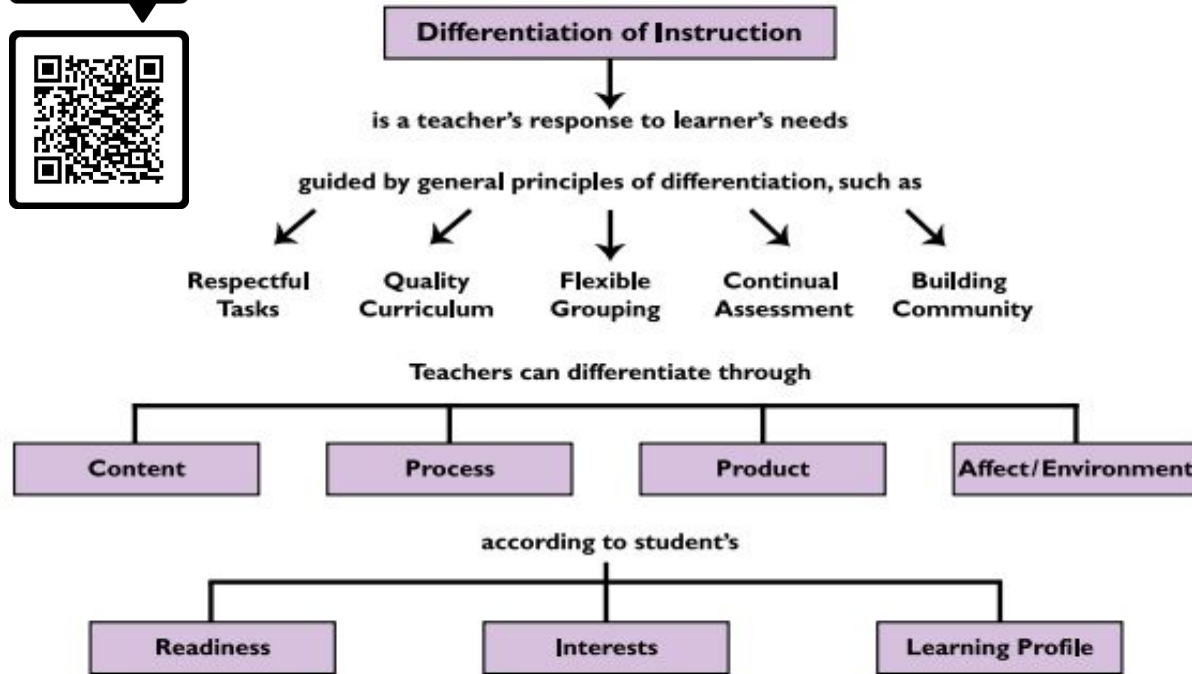 Differentiation of Instruction
is a teacher's response to learner's needs
guided by general principles of differentiation, such as
Respectful Tasks
Quality Curriculum
Flexible Grouping
Continual Assessment
Building Community
Teachers can differentiate through
Content
Process
Product
Affect/Environment
according to student's
Readiness
Interests
Learning Profile